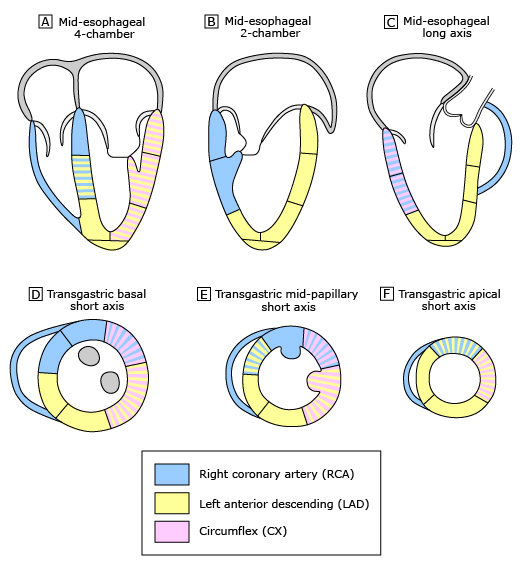 A Mid-esophageal
4-chamber
B Mid-esophageal
2-chamber
C Mid-esophageal
long axis
D Transgastric basal
short axis
E Transgastric mid-papillary
short axis
F Transgastric apical
short axis
Right coronary artery (RCA)
Left anterior descending (LAD)
Circumflex (CX)